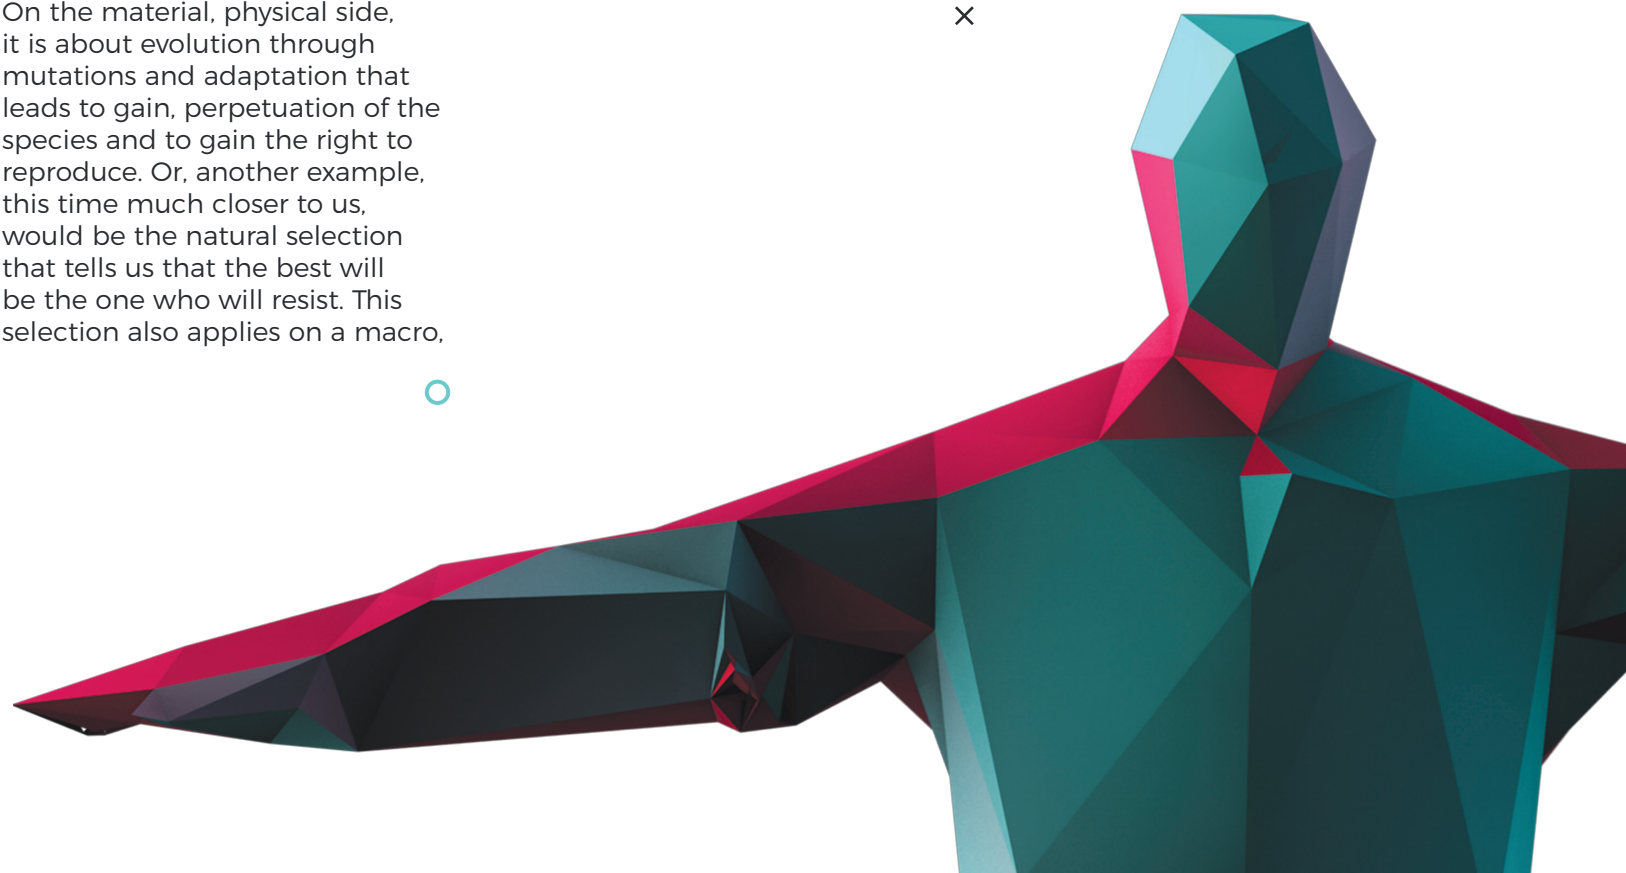 On the material, physical side,
it is about evolution through
mutations and adaptation that
leads to gain, perpetuation of the
species and to gain the right to
reproduce. Or, another example,
this time much closer to us,
would be the natural selection
that tells us that the best will
be the one who will resist. This
selection also applies on a macro,